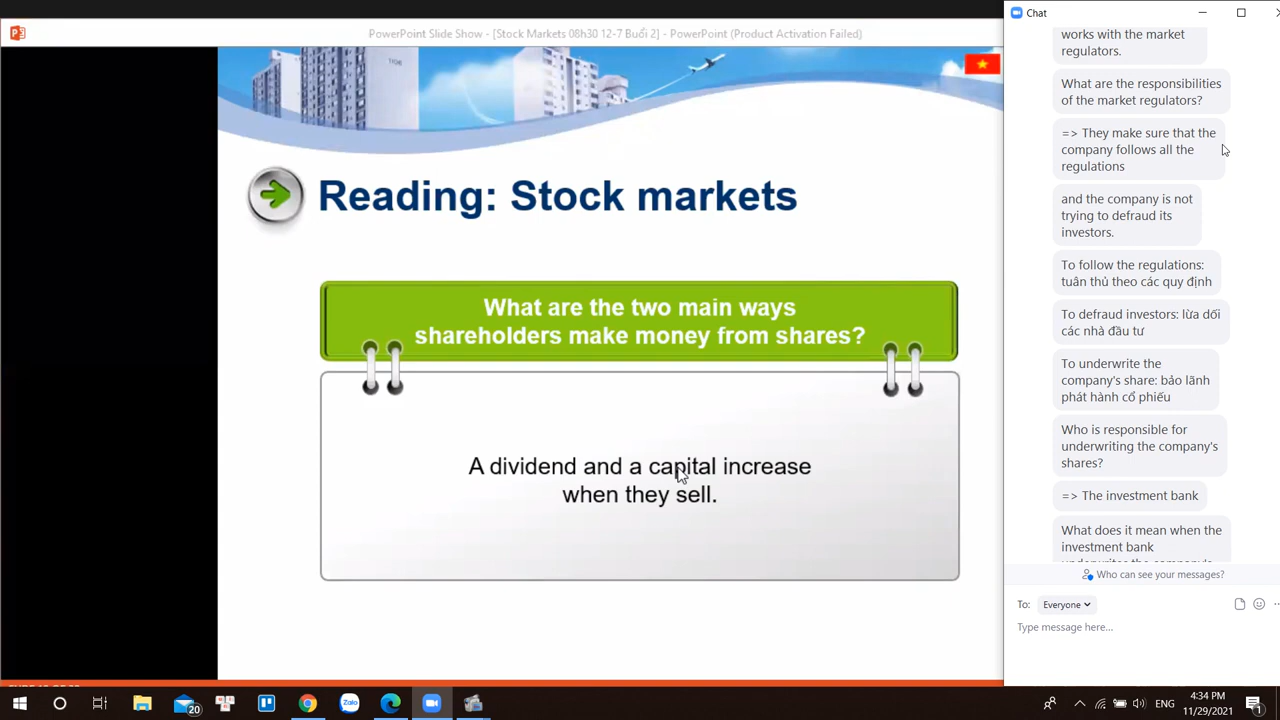 PowerPoint Slide Show - [Stock Markets 08h30 12-7 Buổi 2] - PowerPoint (Product Activation Failed)
Reading: Stock markets
What are the two main ways
shareholders make money from shares?
A dividend and a capital increase
when they sell.
Chat
works with the market
regulators.
What are the responsibilities
of the market regulators?
=> They make sure that the
company follows all the
regulations
and the company is not
trying to defraud its
investors.
To follow the regulations:
tuân thủ theo các quy định
To defraud investors: lừa dối
các nhà đầu tư
To underwrite the
company's share: bảo lãnh
phát hành cổ phiếu
Who is responsible for
underwriting the company's
shares?
=> The investment bank
What does it mean when the
investment bank
Who can see your messages?
To: Everyone
Type message here...
Zalo
20
4:34 PM
11/29/2021
1